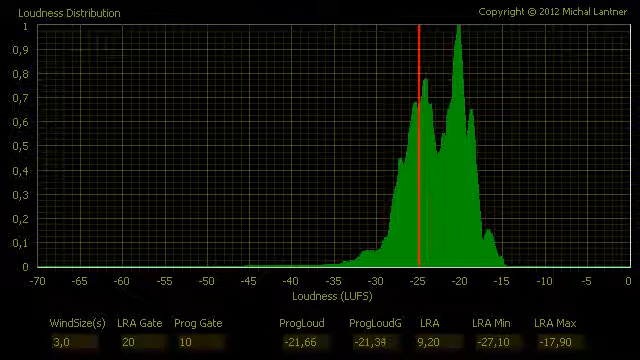 Loudness Distribution
Copyright © 2012 Michal Lantner
1
0,9
0,8
0,7
0,6
0,5
0,4
0,3
0,2
0,1
0
-70 -65 -60 -55 -50 -45 -40 -35 -30 -25 -20 -15 -10 -5 0
Loudness (LUFS)
WindSize(s) LRA Gate Prog Gate ProgLoud ProgLoudG LRA LRA Min LRA Max
3,0 20 10 -21,66 -21,34 9,20 -27,10 -17,90